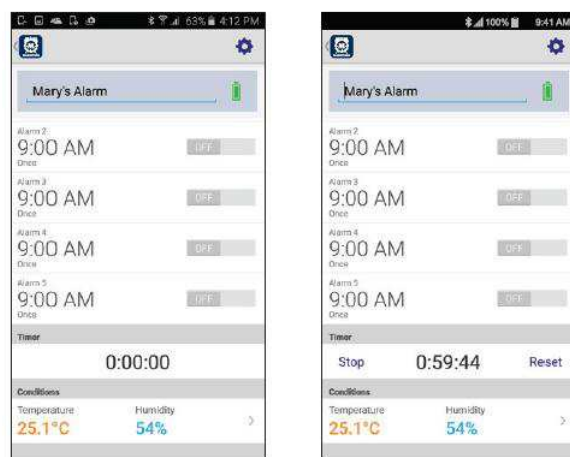 63% 4:12 PM
Mary's Alarm
Alarm 2
9:00 AM
OFF
Once
Alarm 3
9:00 AM
OFF
Once
Alarm 4
9:00 AM
OFF
Once
Alarm 5
9:00 AM
OFF
Once
Timer
0:00:00
Conditions
Temperature Humidity
25.1°C 54%
100% 9:41 AM
Mary's Alarm
Alarm 2
9:00 AM
OFF
Once
Alarm 3
9:00 AM
OFF
Once
Alarm 4
9:00 AM
OFF
Once
Alarm 5
9:00 AM
OFF
Once
Timer
Stop 0:59:44 Reset
Conditions
Temperature Humidity
25.1°C 54%